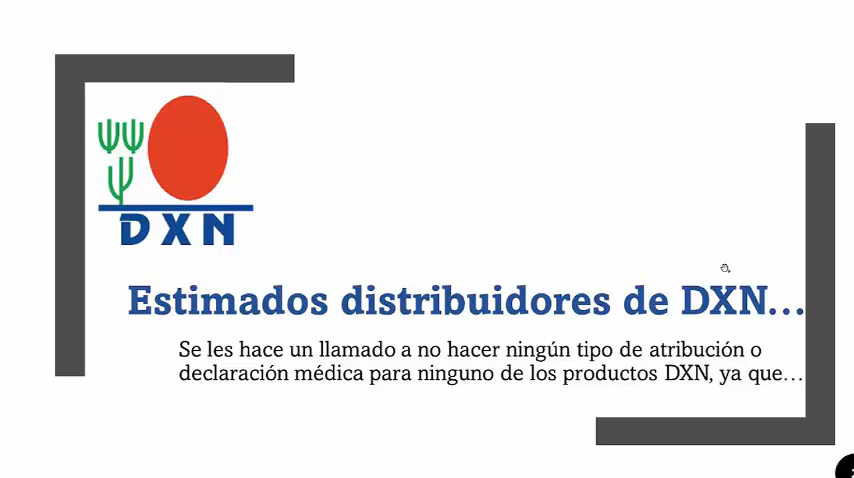 DXN
Estimados distribuidores de DXN...
Se les hace un llamado a no hacer ningún tipo de atribución o
declaración médica para ninguno de los productos DXN, ya que...